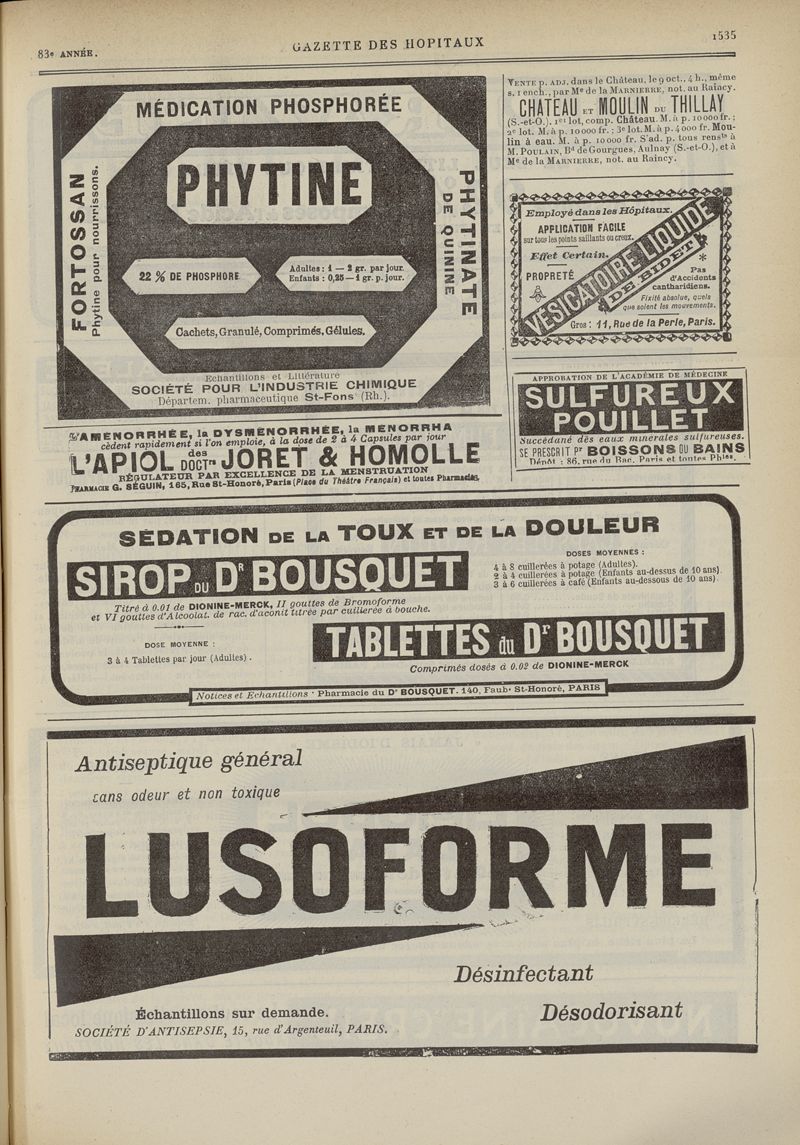 83e ANNÉE.
GAZETTE DES HOPITAUX
1535
MÉDICATION PHOSPHORÉE
PHYTINE
FORTOSSAN
Phytine pour nourrissons.
PHYTINATE
DE QUININE
22 % DE PHOSPHORE
Adultes: 1 — 2 gr. par jour.
Enfants : 0,25 — 1 gr. p. jour.
Cachets, Granulé, Comprimés, Gélules.
Echantillons et Littérature
SOCIÉTÉ POUR L'INDUSTRIE CHIMIQUE
Départem. pharmaceutique St-Fons (Rh.).
VENTE p. ADJ. dans le Château, le 9 oct., 4 h., même
s. 1 ench., par Me de la MARNIERRE, not. au Raincy.
CHATEAU ET MOULIN DU THILLAY
(S.-et-O.). 1er lot, comp. Château. M. à p. 10000 fr.;
2e lot. M. à p. 10000 fr.; 3e lot. M. à p. 4000 fr. Mou-
lin à eau. M. à p. 10000 fr. S'ad. p. tous rensts à
M. POULAIN, Bd de Gourgues, Aulnay (S.-et-O.), et à
Me de la MARNIERRE, not. au Raincy.
Employé dans les Hôpitaux.
APPLICATION FACILE
sur tous les points saillants ou creux.
Effet Certain.
PROPRETÉ
VÉSICATOIRE LIQUIDE
DE BIDET
Pas
d'Accidents
cantharidiens.
Fixité absolue, quels
que soient les mouvements.
Gros : 11, Rue de la Perle, Paris.
APPROBATION DE L'ACADÉMIE DE MÉDECINE
SULFUREUX
POUILLET
Succédané des eaux minérales sulfureuses.
SE PRESCRIT Pr BOISSONS OU BAINS
Dépôt : 86, rue du Bac, Paris et toutes Phies.
L'AMÉNORRHÉE, la DYSMÉNORRHÉE, la MÉNORRHA
cèdent rapidement si l'on emploie, à la dose de 2 à 4 Capsules par jour
L'APIOL des DOCTrs JORET & HOMOLLE
RÉGULATEUR PAR EXCELLENCE DE LA MENSTRUATION
PHARMACIE G. SÉGUIN, 165, Rue St-Honoré, Paris (Place du Théâtre Français) et toutes Pharmacies.
SÉDATION DE LA TOUX ET DE LA DOULEUR
SIROP DU Dr BOUSQUET
DOSES MOYENNES :
4 à 8 cuillerées à potage (Adultes).
2 à 4 cuillerées à potage (Enfants au-dessus de 10 ans).
3 à 6 cuillerées à café (Enfants au-dessous de 10 ans).
Titré à 0.01 de DIONINE-MERCK, II gouttes de Bromoforme
et VI gouttes d'Alcoolat. de rac. d'aconit titrée par cuillerée à bouche.
DOSE MOYENNE :
3 à 4 Tablettes par jour (Adultes).
TABLETTES du Dr BOUSQUET
Comprimés dosés à 0.02 de DIONINE-MERCK
Notices et Echantillons : Pharmacie du Dr BOUSQUET. 140, Faubg St-Honoré, PARIS
Antiseptique général
sans odeur et non toxique
LUSOFORME
Désinfectant
Désodorisant
Échantillons sur demande.
SOCIÉTÉ D'ANTISEPSIE, 15, rue d'Argenteuil, PARIS.